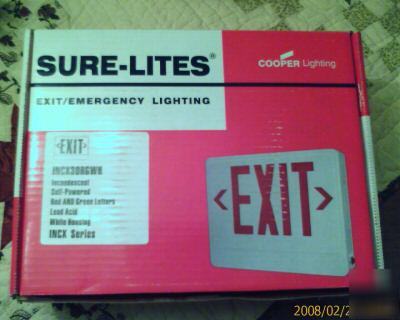 SURE-LITES®
COOPER Lighting
EXIT/EMERGENCY LIGHTING
<EXIT>
INCX30RGWH
Incandescent
Self-Powered
Red AND Green Letters
Lead Acid
White Housing
INCX Series
<EXIT>
2008/02/2